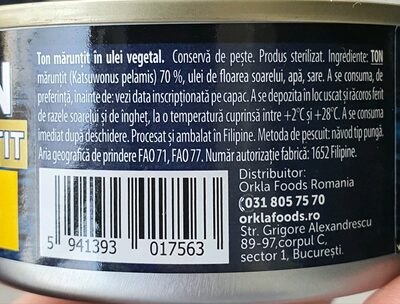 Ton mărunțit în ulei vegetal. Conservă de pește. Produs sterilizat. Ingrediente: TON
mărunțit (Katsuwonus pelamis) 70 %, ulei de floarea soarelui, apă, sare. A se consuma, de
preferință, înainte de: vezi data inscripționată pe capac. A se depozita în loc uscat și răcoros ferit
de razele soarelui și de îngheț, la o temperatură cuprinsă între +2°C și +28°C. A se consuma
imediat după deschidere. Procesat și ambalat în Filipine. Metoda de pescuit: năvod tip pungă.
Aria geografică de prindere FAO 71, FAO 77. Număr autorizație fabrică: 1652 Filipine.
N
TIT
Distribuitor:
Orkla Foods Romania
031 805 75 70
orklafoods.ro
Str. Grigore Alexandrescu
89-97, corpul C,
sector 1, București.
5 941393 017563